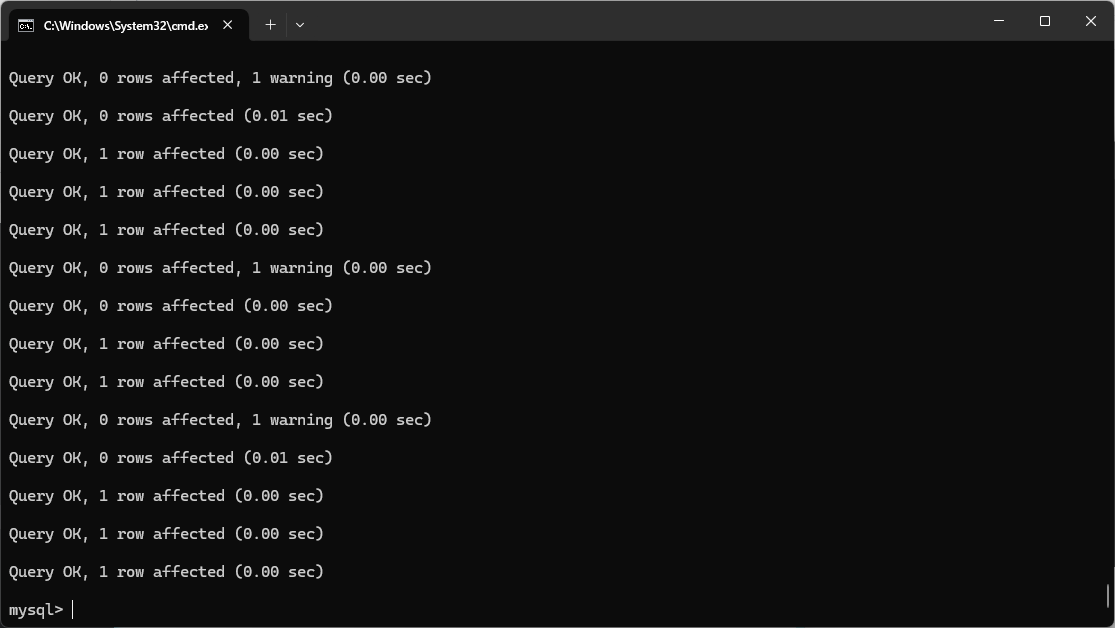 C:\Windows\System32\cmd.ex
Query OK, 0 rows affected, 1 warning (0.00 sec)
Query OK, 0 rows affected (0.01 sec)
Query OK, 1 row affected (0.00 sec)
Query OK, 1 row affected (0.00 sec)
Query OK, 1 row affected (0.00 sec)
Query OK, 0 rows affected, 1 warning (0.00 sec)
Query OK, 0 rows affected (0.00 sec)
Query OK, 1 row affected (0.00 sec)
Query OK, 1 row affected (0.00 sec)
Query OK, 0 rows affected, 1 warning (0.00 sec)
Query OK, 0 rows affected (0.01 sec)
Query OK, 1 row affected (0.00 sec)
Query OK, 1 row affected (0.00 sec)
Query OK, 1 row affected (0.00 sec)
mysql>